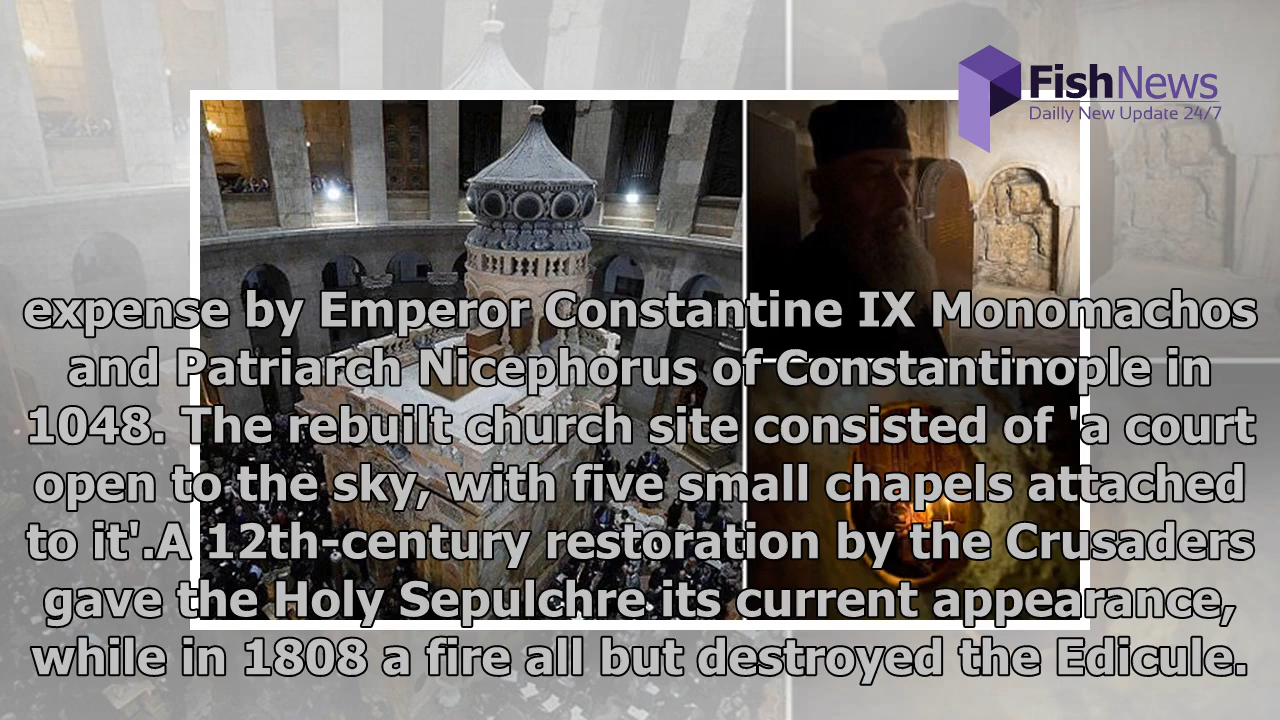 FishNews
Dailly New Update 24/7
expense by Emperor Constantine IX Monomachos
and Patriarch Nicephorus of Constantinople in
1048. The rebuilt church site consisted of 'a court
open to the sky, with five small chapels attached
to it'.A 12th-century restoration by the Crusaders
gave the Holy Sepulchre its current appearance,
while in 1808 a fire all but destroyed the Edicule.